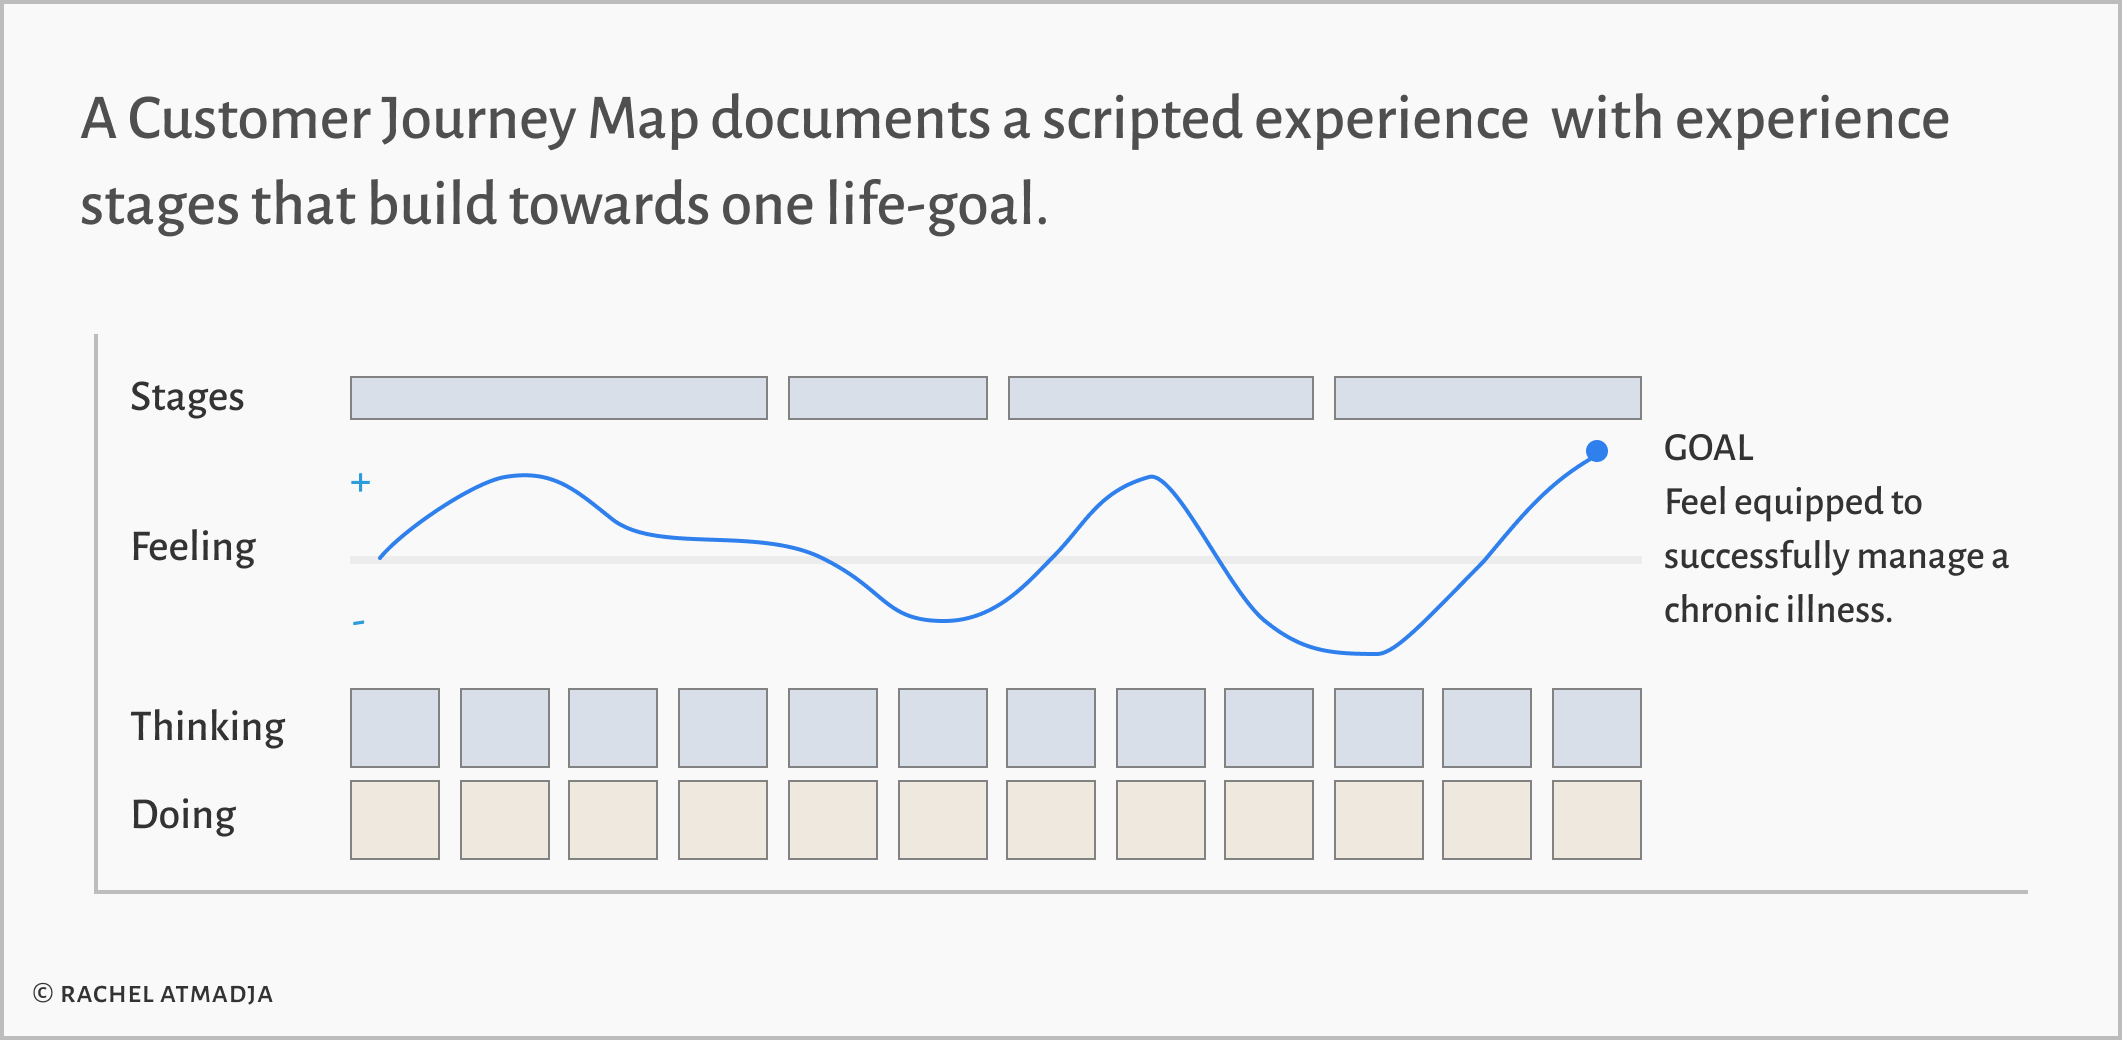 A Customer Journey Map documents a scripted experience  with experience
stages that build towards one life-goal.
Stages
+
Feeling
-
GOAL
Feel equipped to
successfully manage a
chronic illness.
Thinking
Doing
© RACHEL ATMADJA